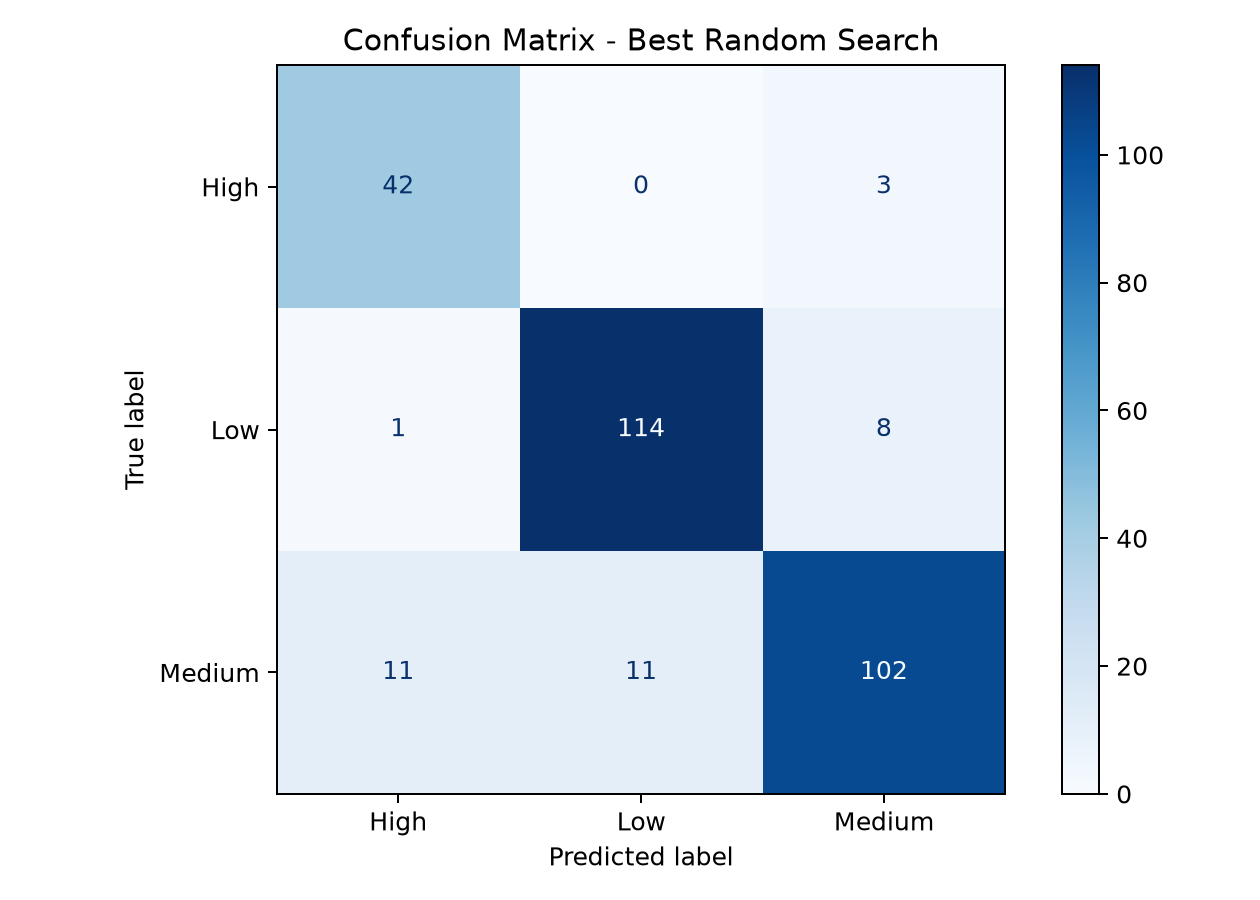 Confusion Matrix - Best Random Search
High 42 0 3
Low 1 114 8
Medium 11 11 102
High Low Medium
Predicted label
True label
100
80
60
40
20
0